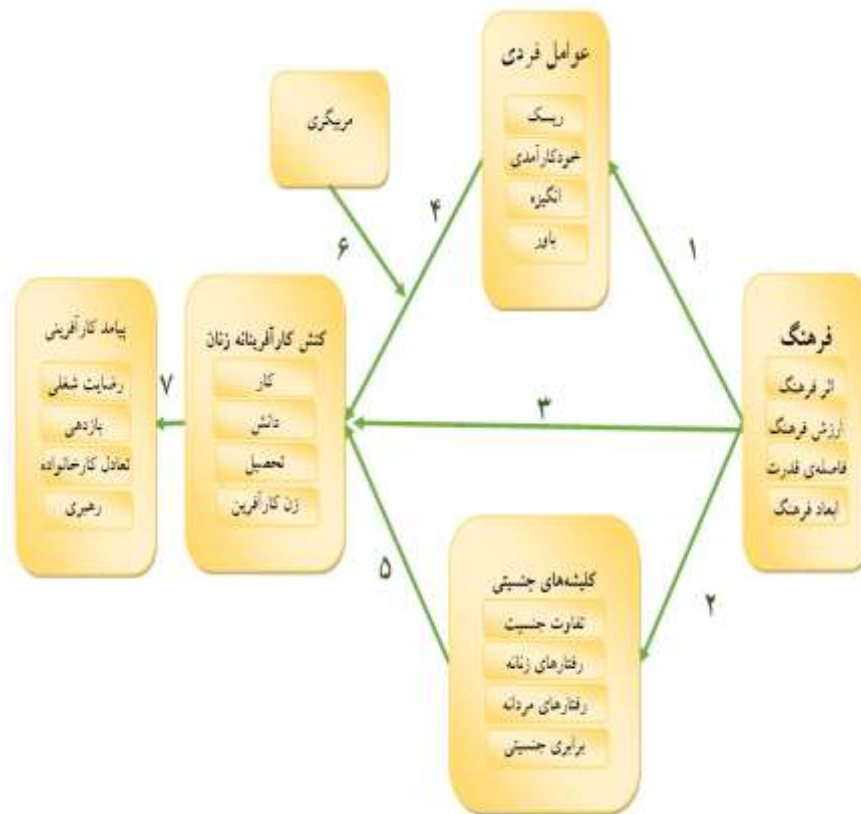 فرهنگ
اثر فرهنگ
ارزش فرهنگ
فاصله‌ی قدرت
ابعاد فرهنگ
۱
۲
۳
عوامل فردی
ریسک
خودکارآمدی
انگیزه
باور
کلیشه‌های جنسیتی
تفاوت جنسیت
رفتارهای زنانه
رفتارهای مردانه
برابری جنسیتی
۴
۵
مربیگری
۶
کنش کارآفرینانه زنان
کار
دانش
تحصیل
زن کارآفرین
۷
پیامد کارآفرینی
رضایت شغلی
بازدهی
تعادل کارخانواده
رهبری